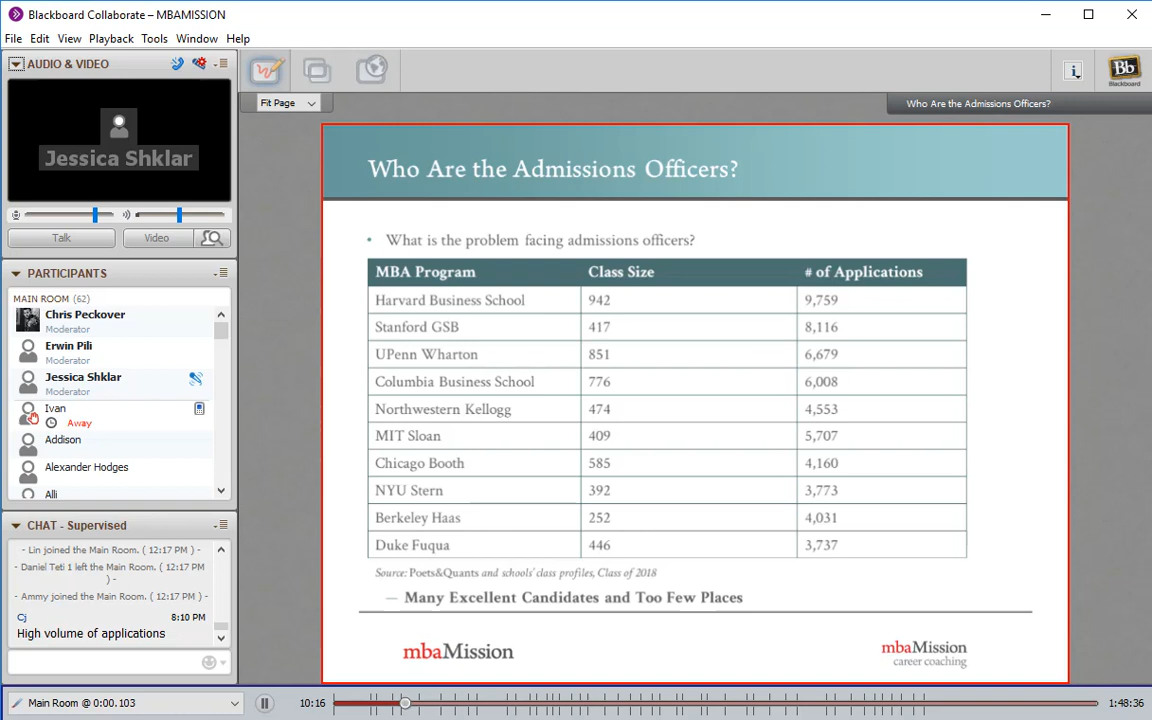 Blackboard Collaborate – MBAMISSION
File Edit View Playback Tools Window Help
AUDIO & VIDEO
Jessica Shklar
Talk Video
PARTICIPANTS
MAIN ROOM (62)
Chris Peckover
Moderator
Erwin Pili
Moderator
Jessica Shklar
Moderator
Ivan
Away
Addison
Alexander Hodges
Alli
CHAT - Supervised
- Lin joined the Main Room. ( 12:17 PM ) -
- Daniel Teti 1 left the Main Room. ( 12:17 PM
) -
- Ammy joined the Main Room. ( 12:17 PM ) -
Cj 8:10 PM
High volume of applications
Main Room @ 0:00.103
Fit Page
Who Are the Admissions Officers?
Bb
Blackboard
Who Are the Admissions Officers?
• What is the problem facing admissions officers?
MBA Program Class Size # of Applications
Harvard Business School 942 9,759
Stanford GSB 417 8,116
UPenn Wharton 851 6,679
Columbia Business School 776 6,008
Northwestern Kellogg 474 4,553
MIT Sloan 409 5,707
Chicago Booth 585 4,160
NYU Stern 392 3,773
Berkeley Haas 252 4,031
Duke Fuqua 446 3,737
Source: Poets&Quants and schools' class profiles, Class of 2018
— Many Excellent Candidates and Too Few Places
mbaMission
mbaMission
career coaching
10:16 1:48:36